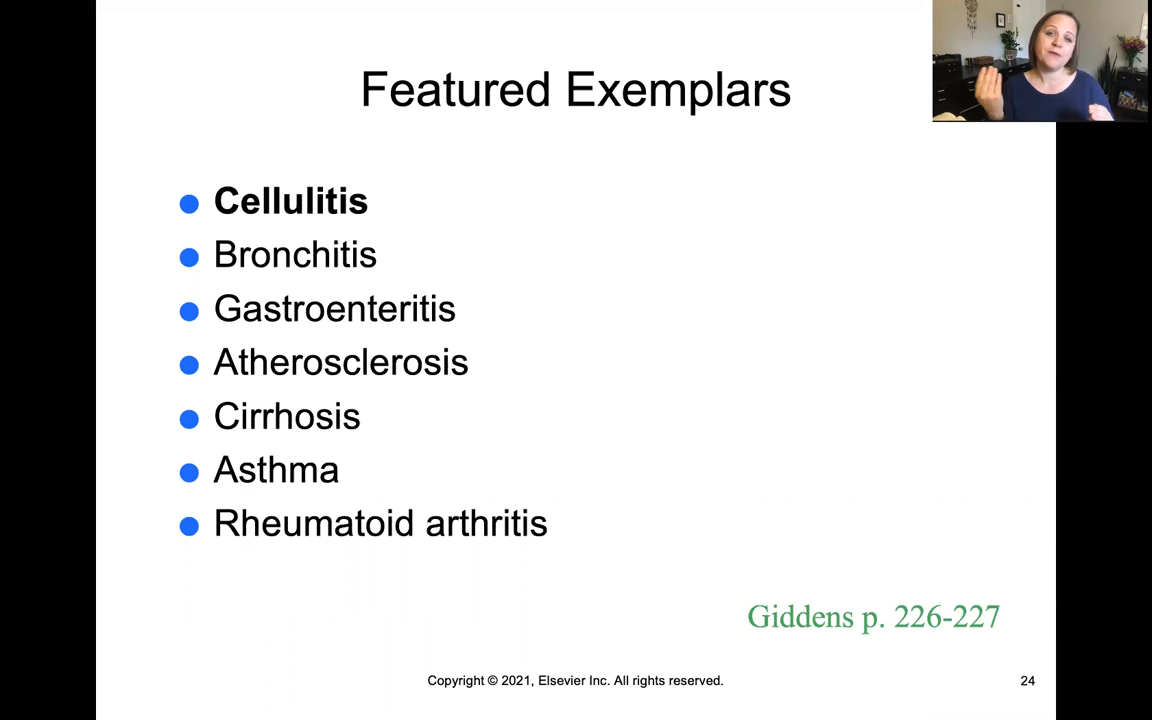 Featured Exemplars
Cellulitis
Bronchitis
Gastroenteritis
Atherosclerosis
Cirrhosis
Asthma
Rheumatoid arthritis
Giddens p. 226-227
Copyright © 2021, Elsevier Inc. All rights reserved.
24